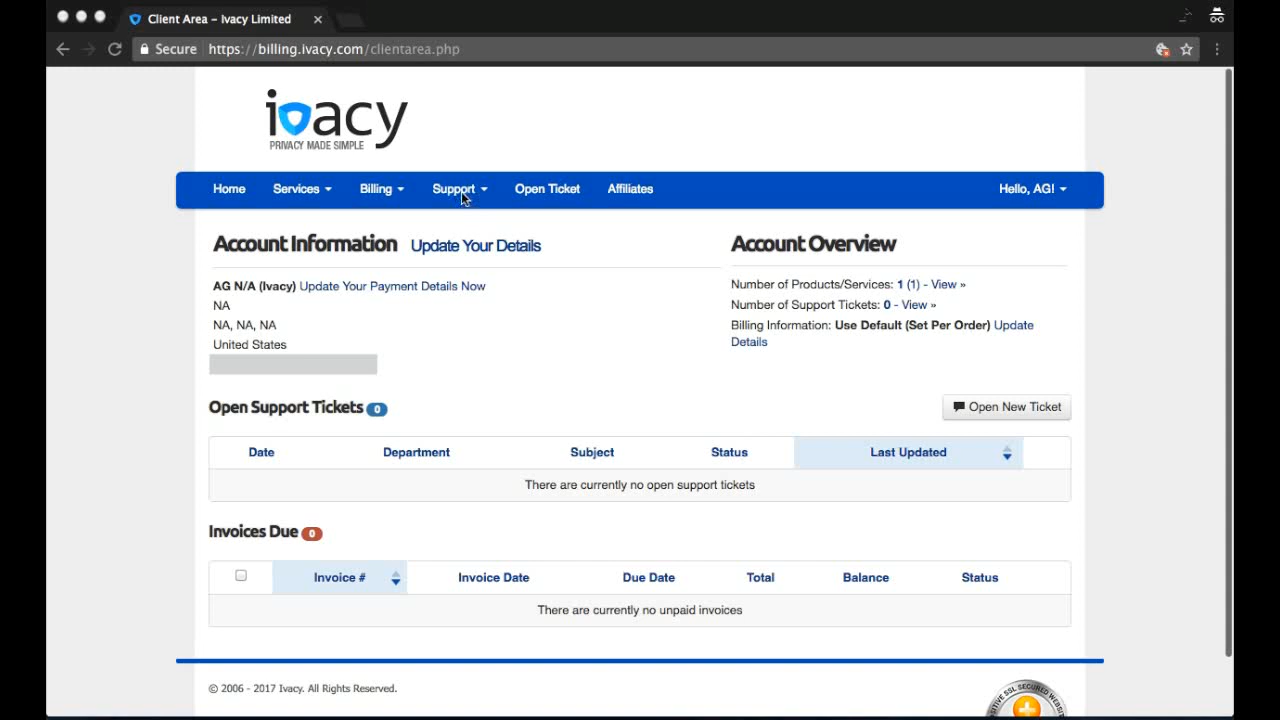 Client Area – Ivacy Limited
Secure https://billing.ivacy.com/clientarea.php
ivacy
PRIVACY MADE SIMPLE
Home Services Billing Support Open Ticket Affiliates Hello, AG!
Account Information Update Your Details
AG N/A (Ivacy) Update Your Payment Details Now
NA
NA, NA, NA
United States
Account Overview
Number of Products/Services: 1 (1) - View »
Number of Support Tickets: 0 - View »
Billing Information: Use Default (Set Per Order) Update
Details
Open Support Tickets 0
Open New Ticket
Date Department Subject Status Last Updated
There are currently no open support tickets
Invoices Due 0
Invoice # Invoice Date Due Date Total Balance Status
There are currently no unpaid invoices
© 2006 - 2017 Ivacy. All Rights Reserved.
SSL SECURED